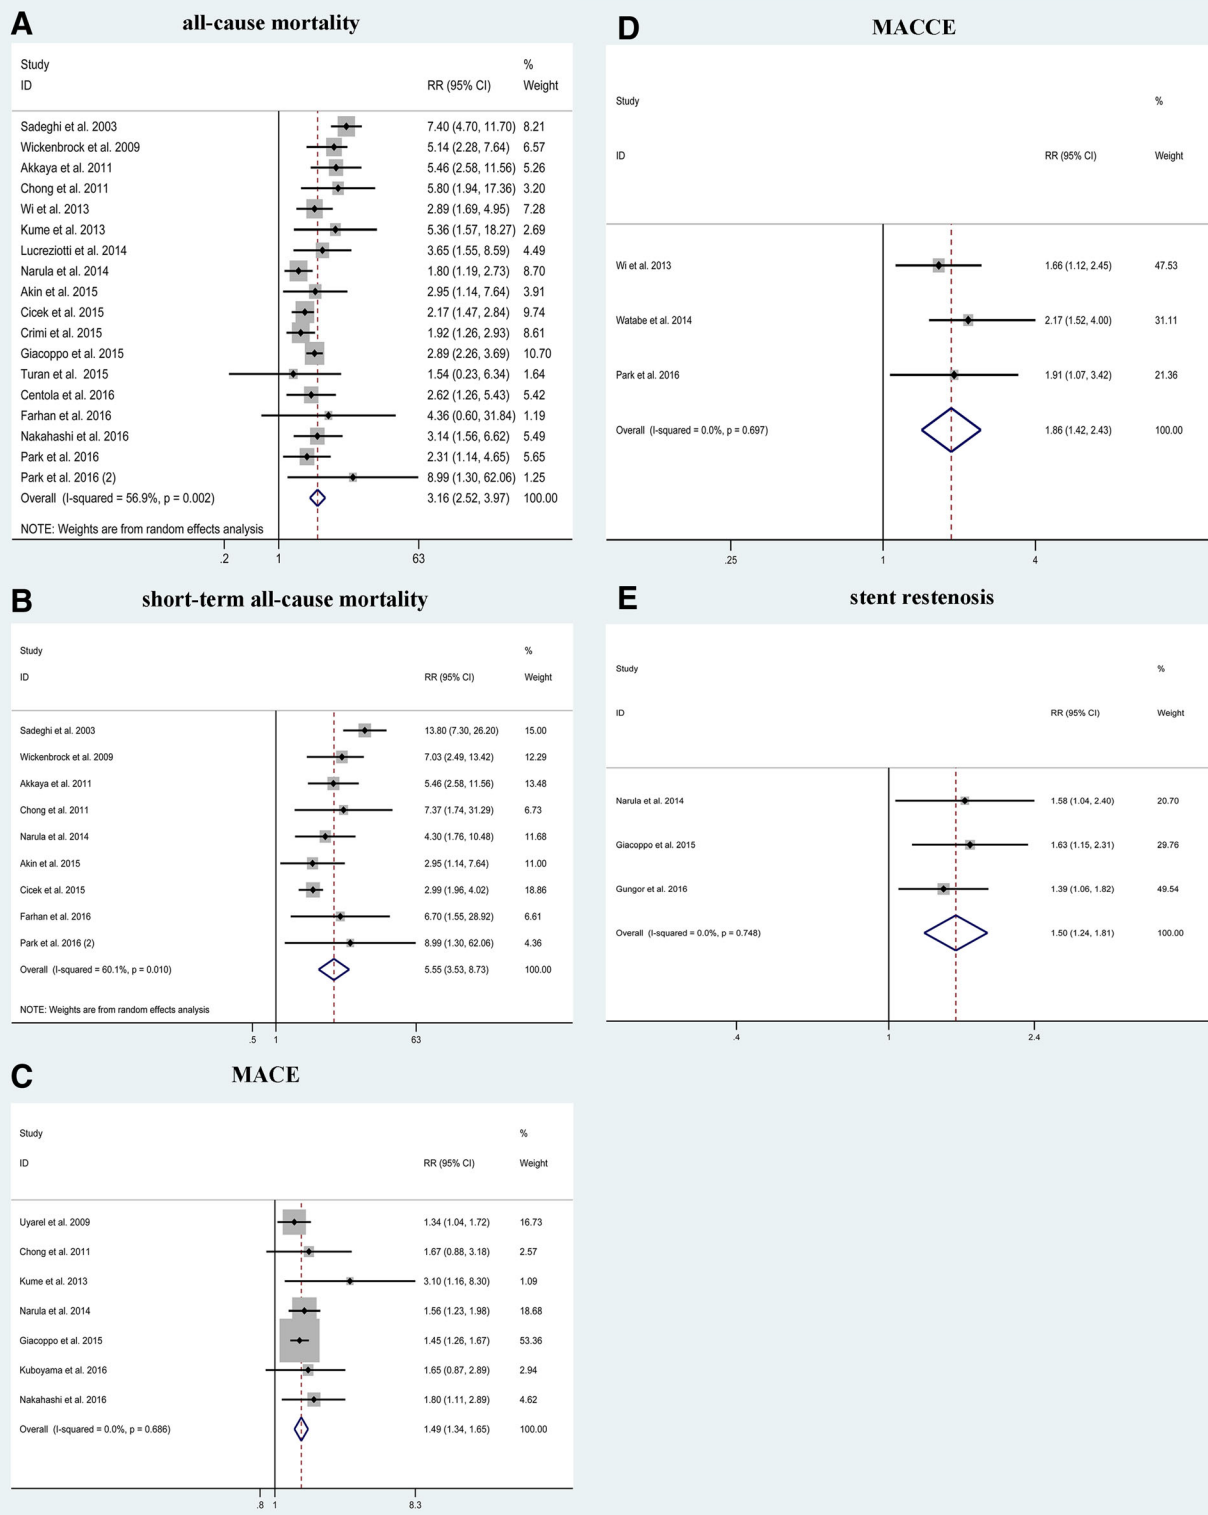 A
all-cause mortality
Study %
ID RR (95% CI) Weight
Sadeghi et al. 2003 7.40 (4.70, 11.70) 8.21
Wickenbrock et al. 2009 5.14 (2.28, 7.64) 6.57
Akkaya et al. 2011 5.46 (2.58, 11.56) 5.26
Chong et al. 2011 5.80 (1.94, 17.36) 3.20
Wi et al. 2013 2.89 (1.69, 4.95) 7.28
Kume et al. 2013 5.36 (1.57, 18.27) 2.69
Lucreziotti et al. 2014 3.65 (1.55, 8.59) 4.49
Narula et al. 2014 1.80 (1.19, 2.73) 8.70
Akin et al. 2015 2.95 (1.14, 7.64) 3.91
Cicek et al. 2015 2.17 (1.47, 2.84) 9.74
Crimi et al. 2015 1.92 (1.26, 2.93) 8.61
Giacoppo et al. 2015 2.89 (2.26, 3.69) 10.70
Turan et al. 2015 1.54 (0.23, 6.34) 1.64
Centola et al. 2016 2.62 (1.26, 5.43) 5.42
Farhan et al. 2016 4.36 (0.60, 31.84) 1.19
Nakahashi et al. 2016 3.14 (1.56, 6.62) 5.49
Park et al. 2016 2.31 (1.14, 4.65) 5.65
Park et al. 2016 (2) 8.99 (1.30, 62.06) 1.25
Overall (I-squared = 56.9%, p = 0.002) 3.16 (2.52, 3.97) 100.00
NOTE: Weights are from random effects analysis
.2 1 63
B
short-term all-cause mortality
Study %
ID RR (95% CI) Weight
Sadeghi et al. 2003 13.80 (7.30, 26.20) 15.00
Wickenbrock et al. 2009 7.03 (2.49, 13.42) 12.29
Akkaya et al. 2011 5.46 (2.58, 11.56) 13.48
Chong et al. 2011 7.37 (1.74, 31.29) 6.73
Narula et al. 2014 4.30 (1.76, 10.48) 11.68
Akin et al. 2015 2.95 (1.14, 7.64) 11.00
Cicek et al. 2015 2.99 (1.96, 4.02) 18.86
Farhan et al. 2016 6.70 (1.55, 28.92) 6.61
Park et al. 2016 (2) 8.99 (1.30, 62.06) 4.36
Overall (I-squared = 60.1%, p = 0.010) 5.55 (3.53, 8.73) 100.00
NOTE: Weights are from random effects analysis
.5 1 63
C
MACE
Study %
ID RR (95% CI) Weight
Uyarel et al. 2009 1.34 (1.04, 1.72) 16.73
Chong et al. 2011 1.67 (0.88, 3.18) 2.57
Kume et al. 2013 3.10 (1.16, 8.30) 1.09
Narula et al. 2014 1.56 (1.23, 1.98) 18.68
Giacoppo et al. 2015 1.45 (1.26, 1.67) 53.36
Kuboyama et al. 2016 1.65 (0.87, 2.89) 2.94
Nakahashi et al. 2016 1.80 (1.11, 2.89) 4.62
Overall (I-squared = 0.0%, p = 0.686) 1.49 (1.34, 1.65) 100.00
.8 1 8.3
D
MACCE
Study %
ID RR (95% CI) Weight
Wi et al. 2013 1.66 (1.12, 2.45) 47.53
Watabe et al. 2014 2.17 (1.52, 4.00) 31.11
Park et al. 2016 1.91 (1.07, 3.42) 21.36
Overall (I-squared = 0.0%, p = 0.697) 1.86 (1.42, 2.43) 100.00
.25 1 4
E
stent restenosis
Study %
ID RR (95% CI) Weight
Narula et al. 2014 1.58 (1.04, 2.40) 20.70
Giacoppo et al. 2015 1.63 (1.15, 2.31) 29.76
Gungor et al. 2016 1.39 (1.06, 1.82) 49.54
Overall (I-squared = 0.0%, p = 0.748) 1.50 (1.24, 1.81) 100.00
.4 1 2.4